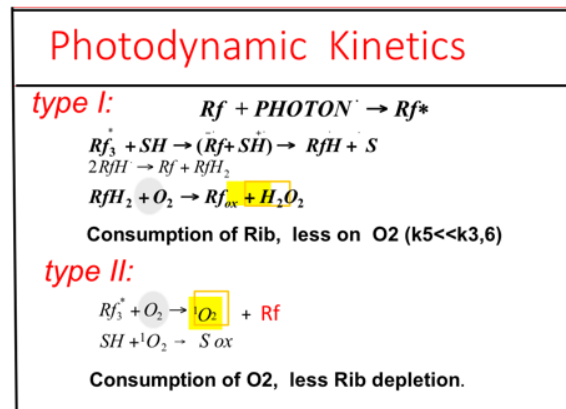 Photodynamic Kinetics
type I: Rf + PHOTON˙ → Rf*
Rf₃* + SH → (Rf˙⁻ + SH˙⁺) → RfH˙ + S˙
2RfH˙ → Rf + RfH₂
RfH₂ + O₂ → Rfₒₓ + H₂O₂
Consumption of Rib, less on O2 (k5<<k3,6)
type II:
Rf₃* + O₂ → ¹O₂ + Rf
SH + ¹O₂ → S ox
Consumption of O2, less Rib depletion.